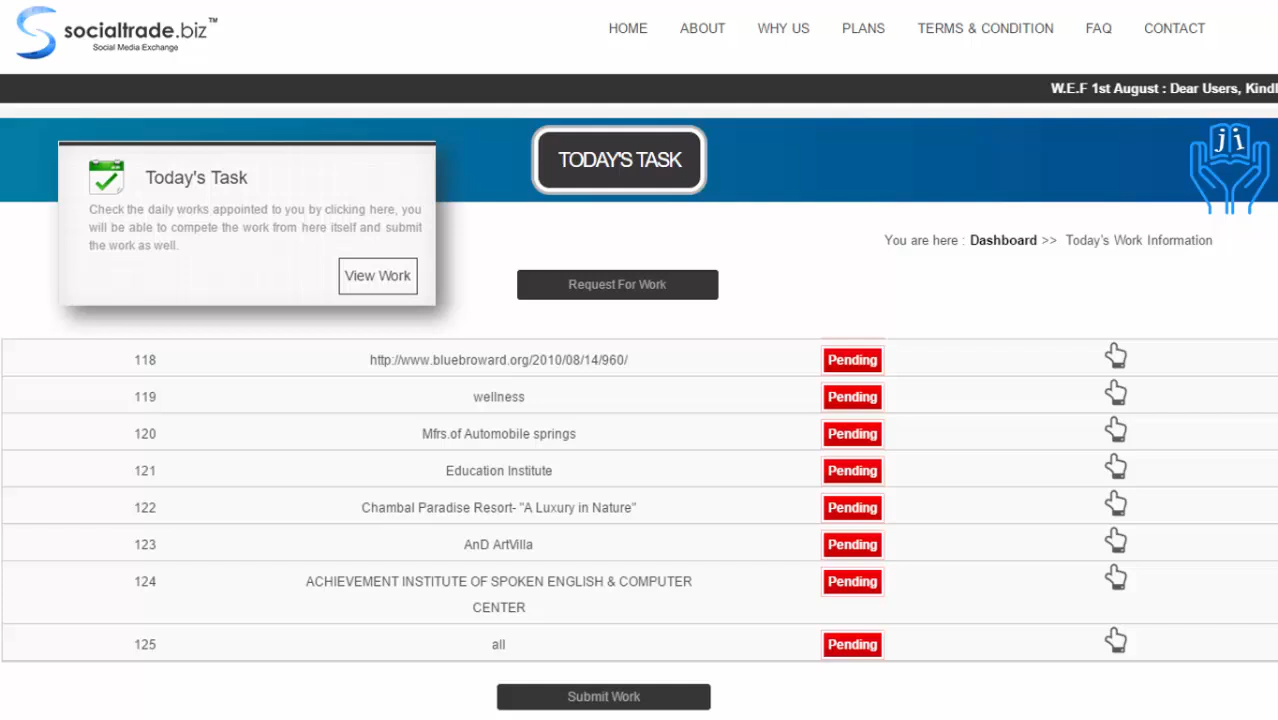 socialtrade.biz™
Social Media Exchange
HOME ABOUT WHY US PLANS TERMS & CONDITION FAQ CONTACT
W.E.F 1st August : Dear Users, Kindl
TODAY'S TASK
ji
Today's Task
Check the daily works appointed to you by clicking here, you
will be able to compete the work from here itself and submit
the work as well.
View Work
You are here : Dashboard >> Today's Work Information
Request For Work
118 http://www.bluebroward.org/2010/08/14/960/ Pending
119 wellness Pending
120 Mfrs.of Automobile springs Pending
121 Education Institute Pending
122 Chambal Paradise Resort- "A Luxury in Nature" Pending
123 AnD ArtVilla Pending
124 ACHIEVEMENT INSTITUTE OF SPOKEN ENGLISH & COMPUTER Pending
CENTER
125 all Pending
Submit Work